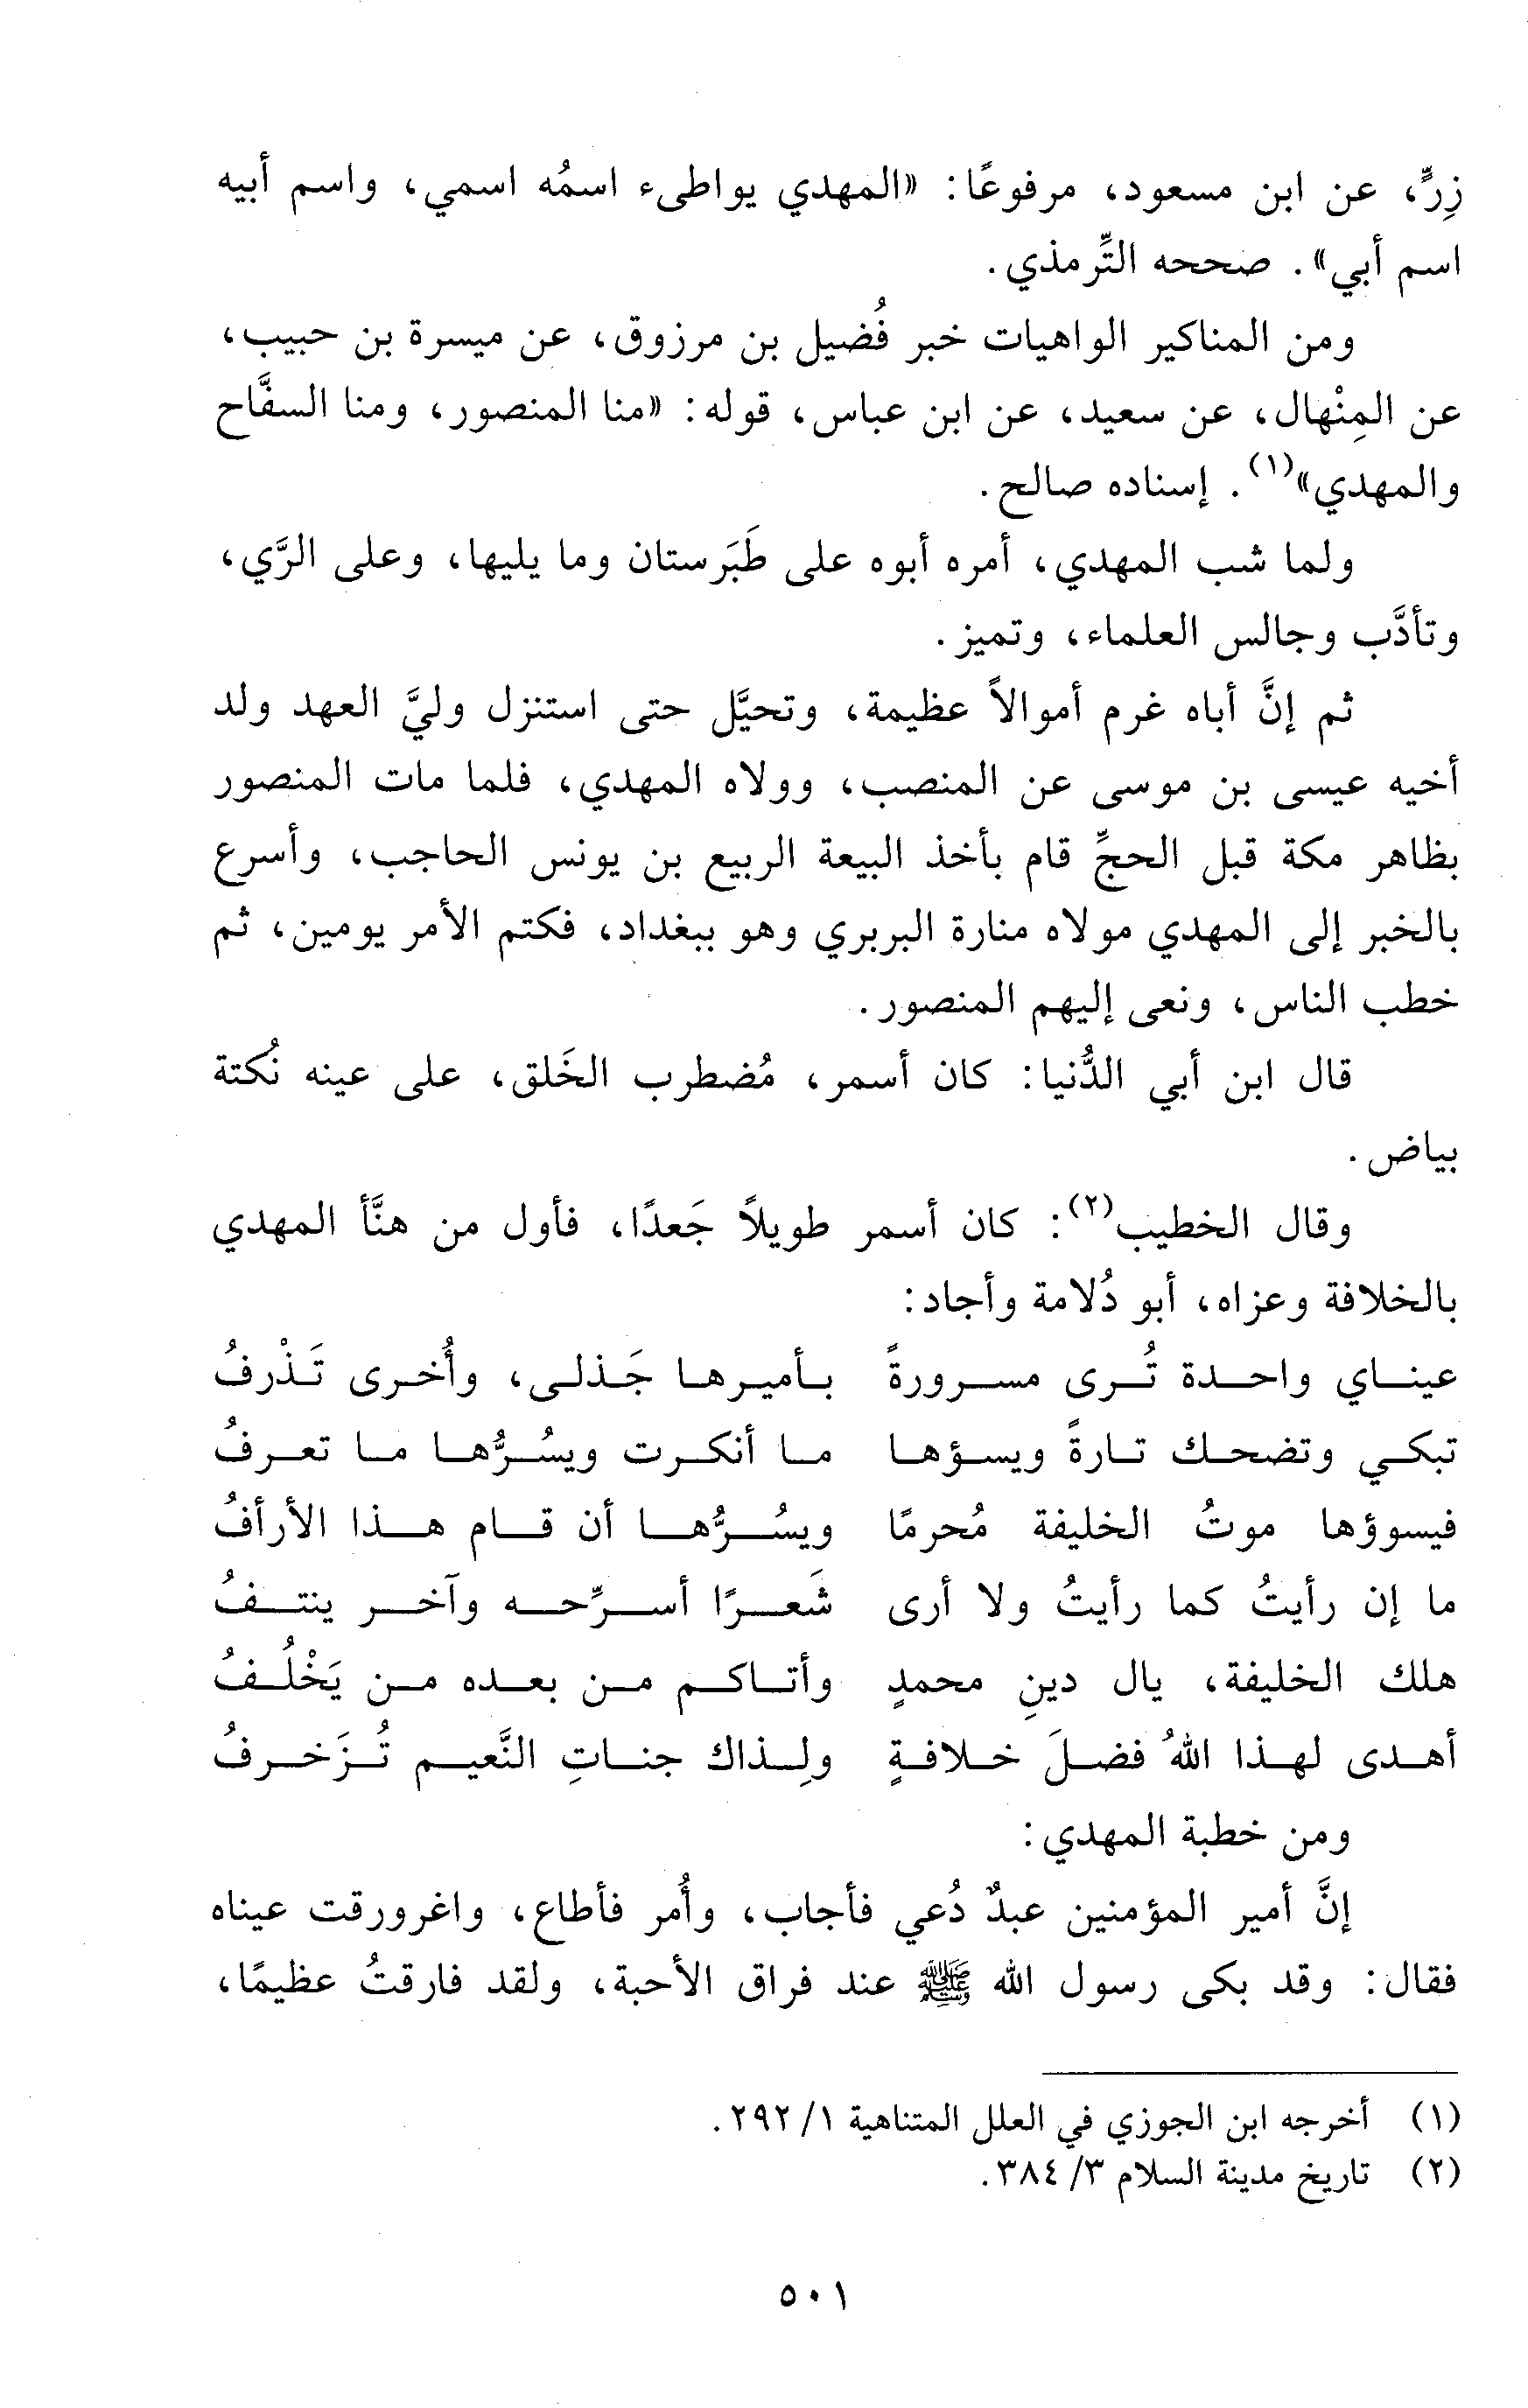 زِرٍّ، عن ابن مسعود، مرفوعًا: «المهدي يواطىء اسمُه اسمي، واسم أبيه
اسم أبي». صححه التِّرمذي.
ومن المناكير الواهيات خبر فُضيل بن مرزوق، عن ميسرة بن حبيب،
عن المِنْهال، عن سعيد، عن ابن عباس، قوله: «منا المنصور، ومنا السفَّاح
والمهدي»(١). إسناده صالح.
ولما شب المهدي، أمره أبوه على طَبَرستان وما يليها، وعلى الرَّي،
وتأدَّب وجالس العلماء، وتميز.
ثم إنَّ أباه غرم أموالاً عظيمة، وتحيَّل حتى استنزل وليَّ العهد ولد
أخيه عيسى بن موسى عن المنصب، وولاه المهدي، فلما مات المنصور
بظاهر مكة قبل الحجِّ قام بأخذ البيعة الربيع بن يونس الحاجب، وأسرع
بالخبر إلى المهدي مولاه منارة البربري وهو ببغداد، فكتم الأمر يومين، ثم
خطب الناس، ونعى إليهم المنصور.
قال ابن أبي الدُّنيا: كان أسمر، مُضطرب الخَلق، على عينه نُكتة
بياض.
وقال الخطيب(٢): كان أسمر طويلاً جَعدًا، فأول من هنَّأ المهدي
بالخلافة وعزاه، أبو دُلامة وأجاد:
عيناي واحدة تُرى مسرورةً بأميرها جَذلى، وأُخرى تَذْرفُ
تبكي وتضحك تارةً ويسؤها ما أنكرت ويسُرُّها ما تعرفُ
فيسوؤها موتُ الخليفة مُحرمًا ويسُرُّها أن قام هذا الأرأفُ
ما إن رأيتُ كما رأيتُ ولا أرى شَعرًا أسرِّحه وآخر ينتفُ
هلك الخليفة، يال دينِ محمدٍ وأتاكم من بعده من يَخْلُفُ
أهدى لهذا اللهُ فضلَ خلافةٍ ولِذاك جناتِ النَّعيم تُزَخرفُ
ومن خطبة المهدي:
إنَّ أمير المؤمنين عبدٌ دُعي فأجاب، وأُمر فأطاع، واغرورقت عيناه
فقال: وقد بكى رسول الله ﷺ عند فراق الأحبة، ولقد فارقتُ عظيمًا،
(١) أخرجه ابن الجوزي في العلل المتناهية ١/ ٢٩٢.
(٢) تاريخ مدينة السلام ٣/ ٣٨٤.
٥٠١